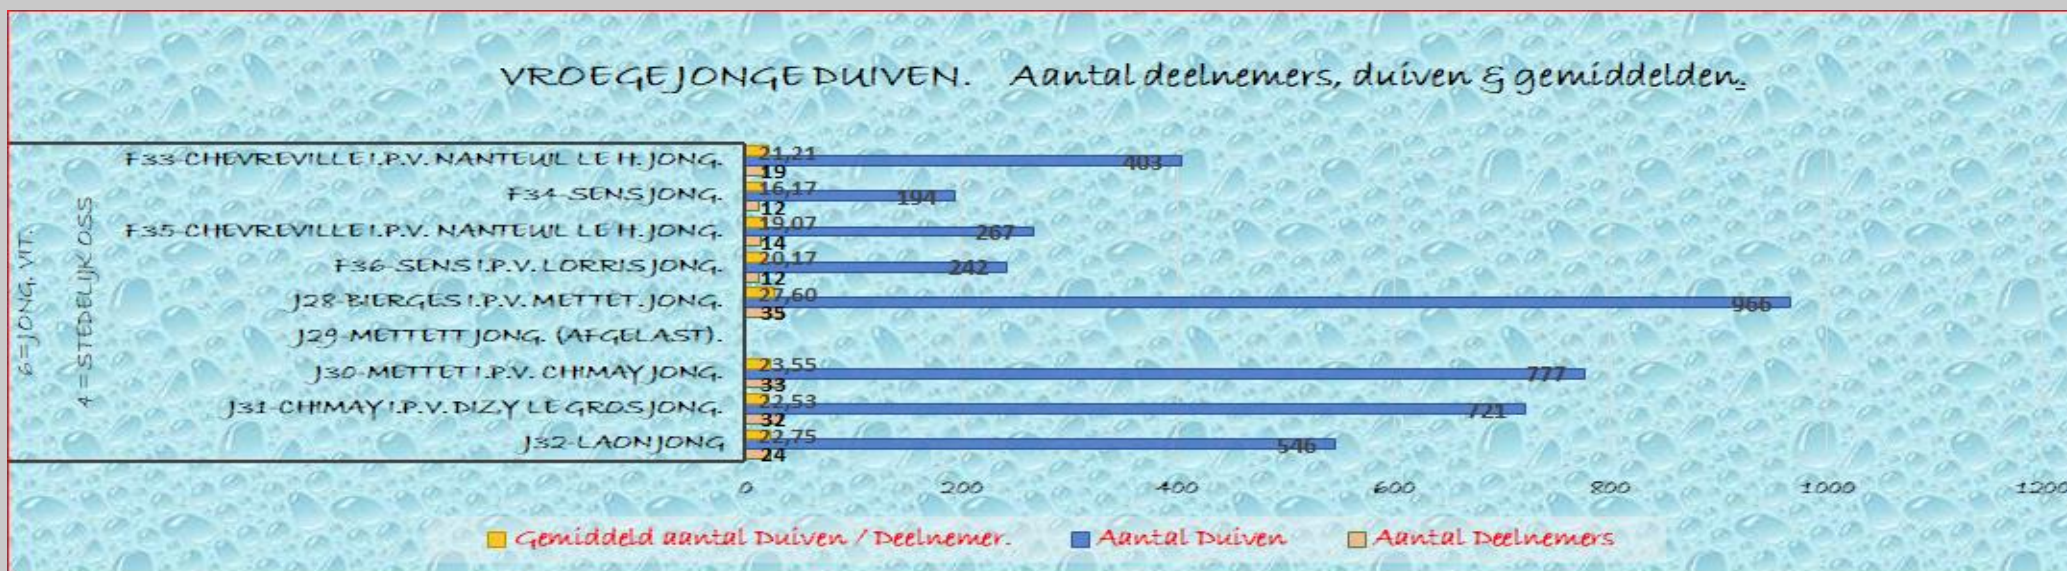 VROEGE JONGE DUIVEN. Aantal deelnemers, duiven & gemiddelden.
6 = JONG. VIT.
4 = STEDELIJK OSS
F33-CHEVREVILLE I.P.V. NANTEUIL LE H. JONG. 21,21 403 19
F34-SENS JONG. 16,17 194 12
F35-CHEVREVILLE I.P.V. NANTEUIL LE H. JONG. 19,07 267 14
F36-SENS I.P.V. LORRIS JONG. 20,17 242 12
J28-BIERGES I.P.V. METTET. JONG. 27,60 966 35
J29-METTETT JONG. (AFGELAST).
J30-METTET I.P.V. CHIMAY JONG. 23,55 777 33
J31-CHIMAY I.P.V. DIZY LE GROS JONG. 22,53 721 32
J32-LAON JONG 22,75 546 24
0 200 400 600 800 1000 1200
Gemiddeld aantal Duiven / Deelnemer. Aantal Duiven Aantal Deelnemers